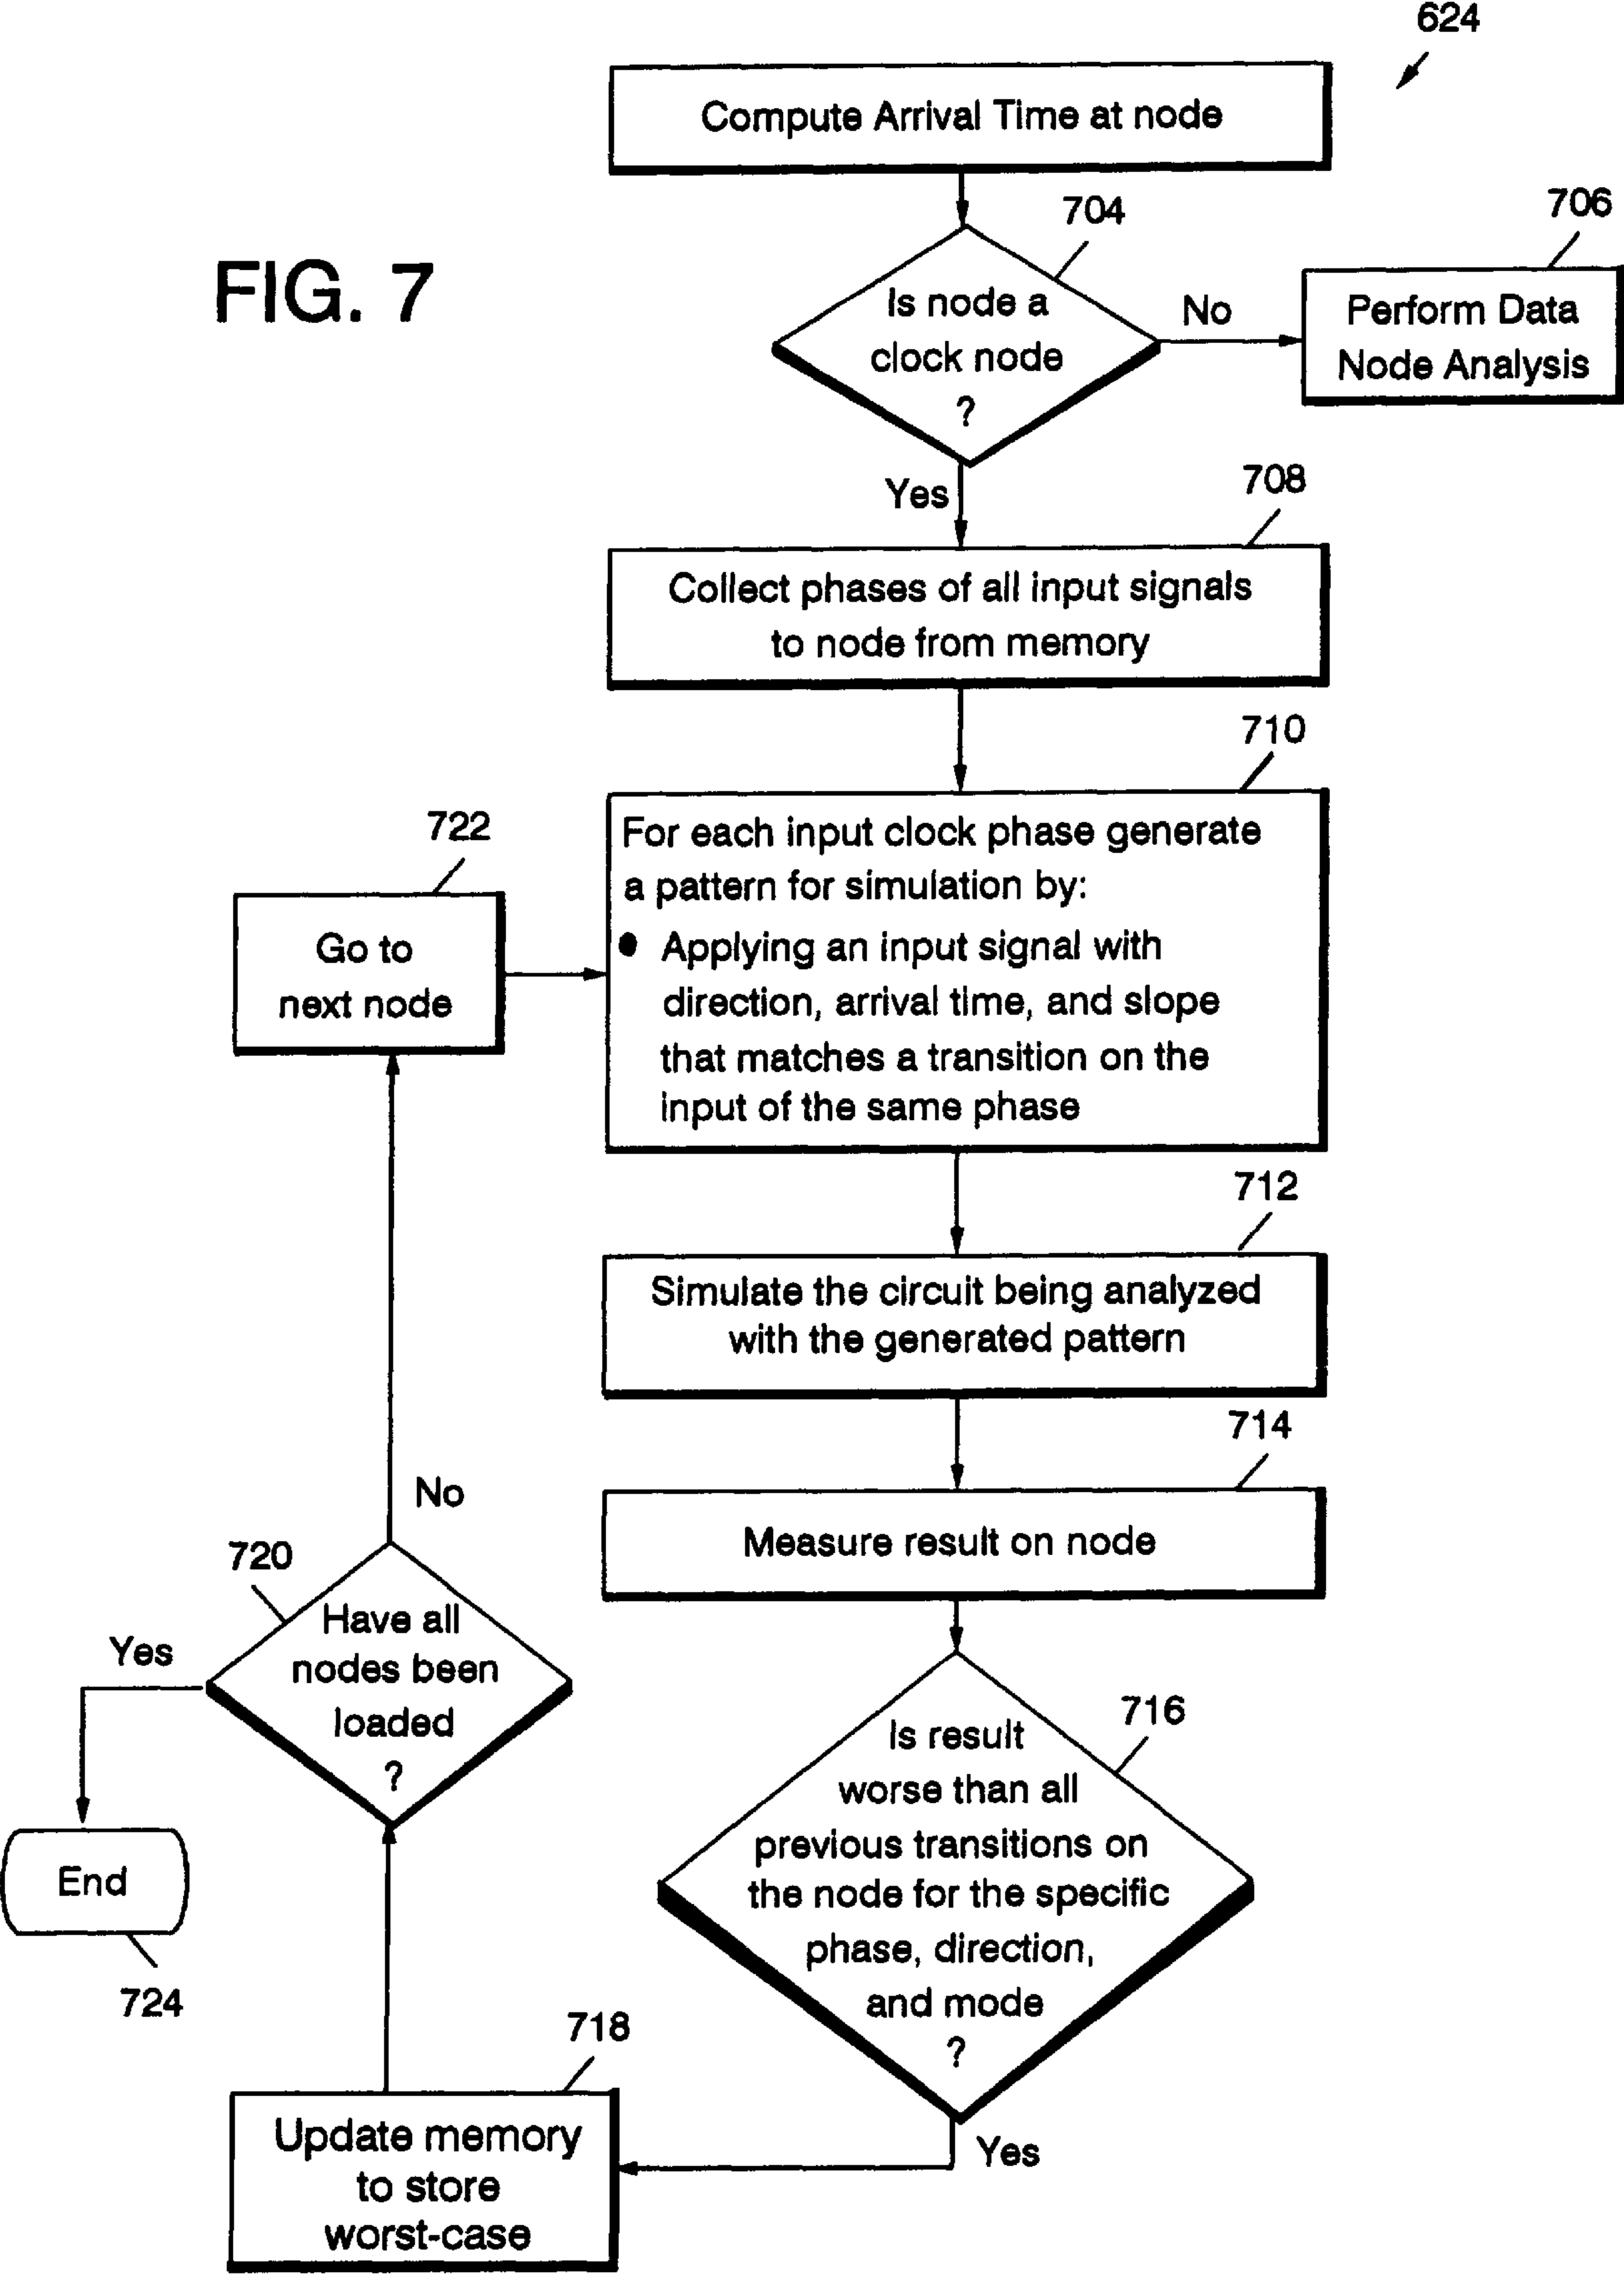 624
Compute Arrival Time at node
704
706
FIG. 7
Is node a
clock node
?
No
Perform Data
Node Analysis
Yes
708
Collect phases of all input signals
to node from memory
710
For each input clock phase generate
a pattern for simulation by:
● Applying an input signal with
direction, arrival time, and slope
that matches a transition on the
input of the same phase
722
Go to
next node
712
Simulate the circuit being analyzed
with the generated pattern
714
Measure result on node
No
720
Have all
nodes been
loaded
?
Yes
End
724
716
Is result
worse than all
previous transitions on
the node for the specific
phase, direction,
and mode
?
Yes
718
Update memory
to store
worst-case